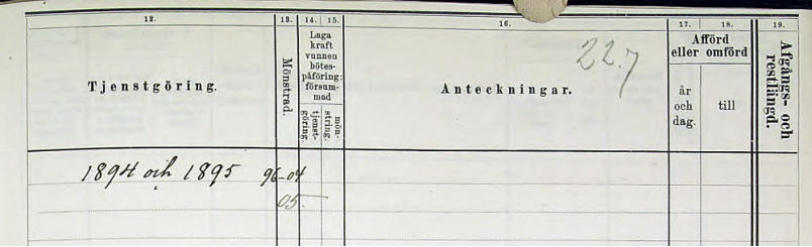 12. 13. 14. 15. 16. 17. 18. 19.
Tjenstgöring.
Mönstrad.
Laga
kraft
vunnen
bötes-
påföring:
försum-
mad
tjenst-
göring.
mön-
string.
Anteckningar.
22.7
Afförd
eller omförd
år
och
dag.
till
Afgångs- och
restlängd.
1894 och 1895 96-04
05.